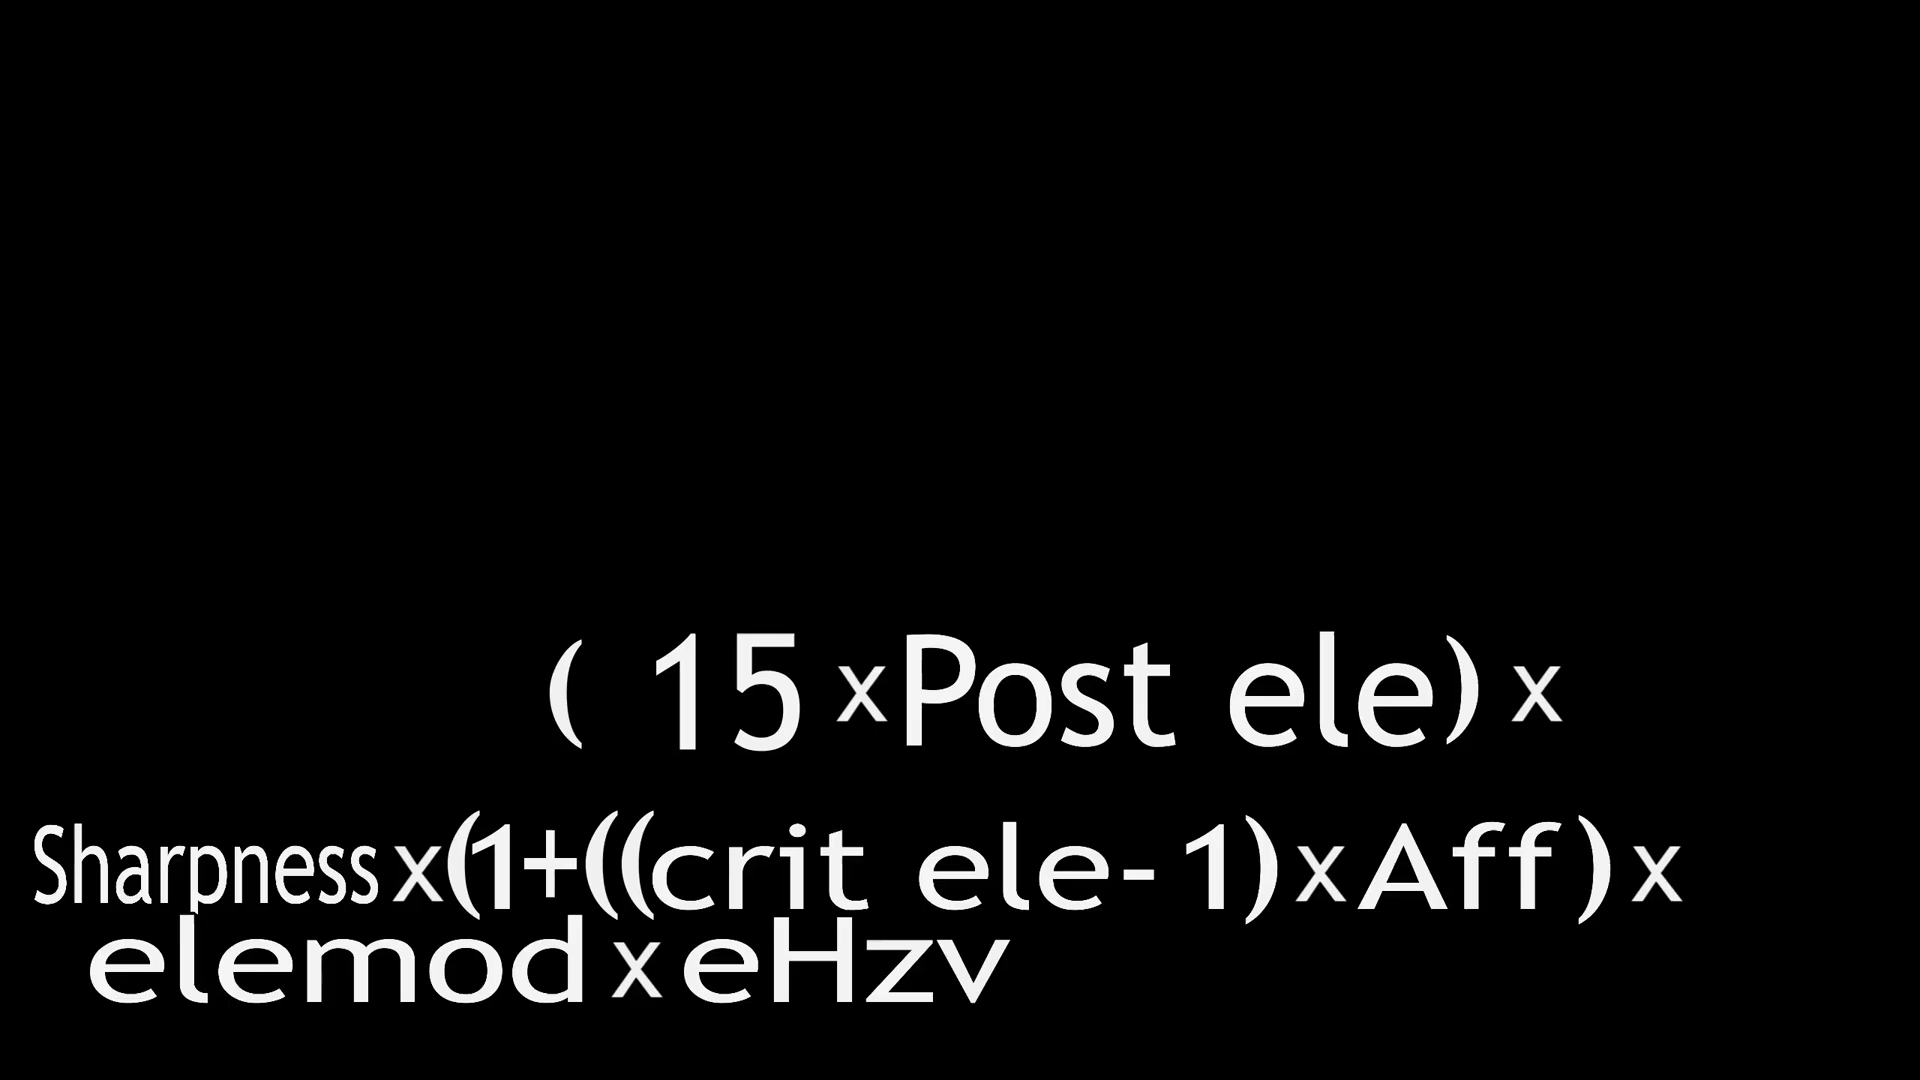 ( 15 x Post ele) x
Sharpness x (1+((crit ele-1) x Aff) x
elemod x eHzv